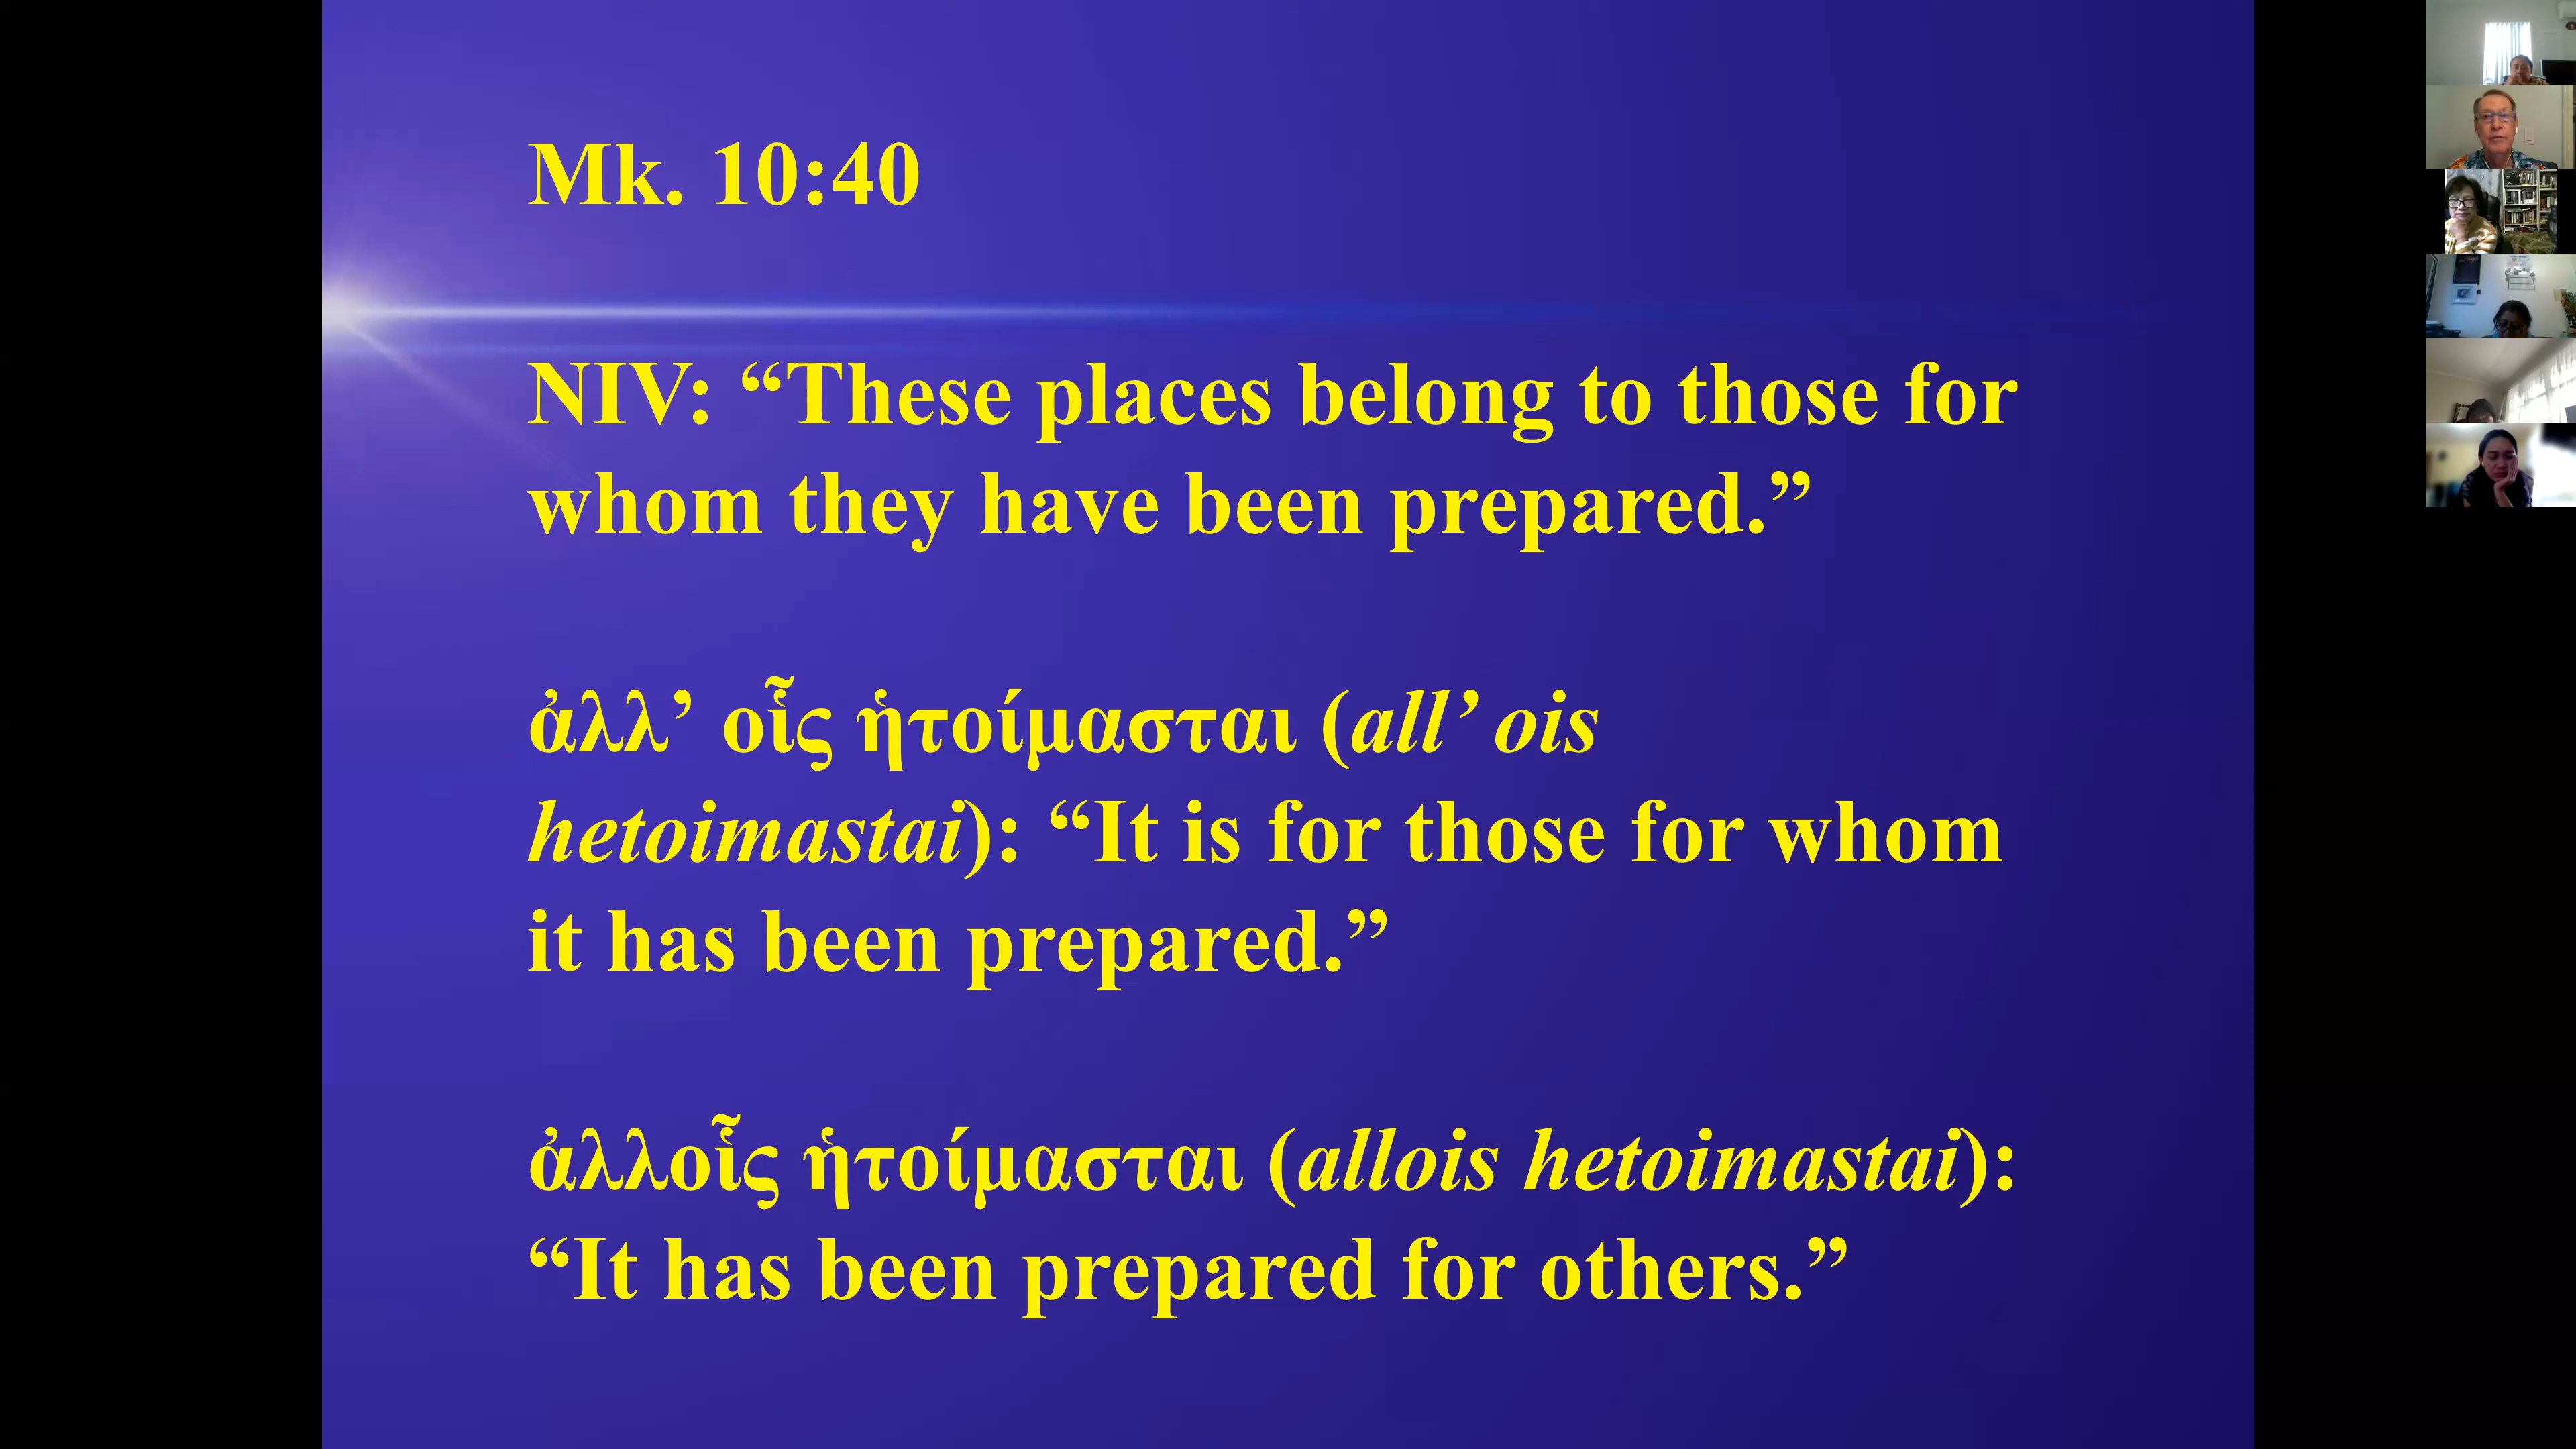 Mk. 10:40
NIV: “These places belong to those for
whom they have been prepared.”
ἀλλ’ οἷς ἡτοίμασται (all’ ois
hetoimastai): “It is for those for whom
it has been prepared.”
ἀλλοἷς ἡτοίμασται (allois hetoimastai):
“It has been prepared for others.”